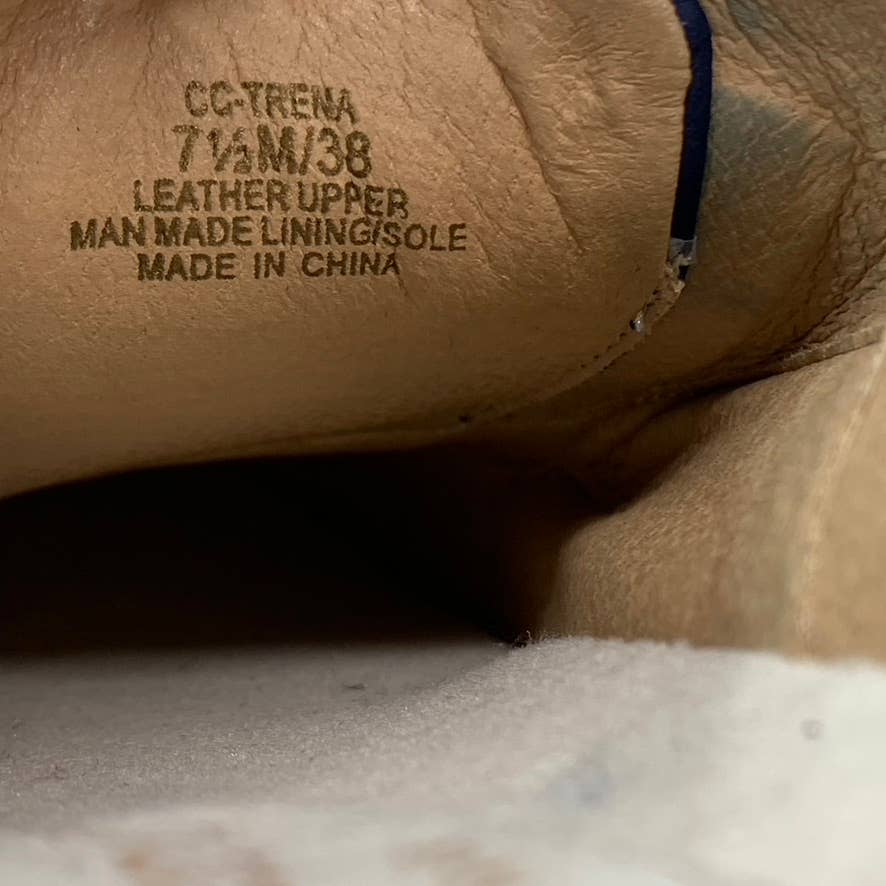 CC-TRENA
7½M/38
LEATHER UPPER
MAN MADE LINING/SOLE
MADE IN CHINA